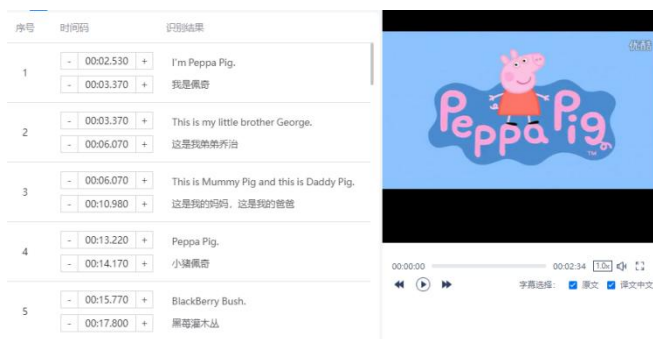 序号 时间码 识别结果
1
- 00:02.530 + I'm Peppa Pig.
- 00:03.370 + 我是佩奇
2
- 00:03.370 + This is my little brother George.
- 00:06.070 + 这是我弟弟乔治
3
- 00:06.070 + This is Mummy Pig and this is Daddy Pig.
- 00:10.980 + 这是我的妈妈，这是我的爸爸
4
- 00:13.220 + Peppa Pig.
- 00:14.170 + 小猪佩奇
5
- 00:15.770 + BlackBerry Bush.
- 00:17.800 + 黑莓灌木丛
优酷
Peppa Pig
TM
00:00:00 00:02:34 1.0x
字幕选择： 原文 译文中文